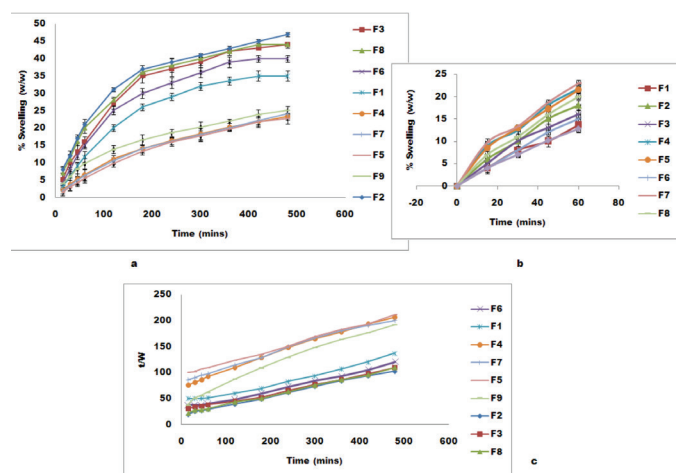 50
45
40
35
30
25
20
15
10
5
0
% Swelling (w/w)
0 100 200 300 400 500 600
Time (mins)
F3
F8
F6
F1
F4
F7
F5
F9
F2
a
25
20
15
10
5
0
% Swelling (w/w)
-20 0 20 40 60 80
Time (mins)
F1
F2
F3
F4
F5
F6
F7
F8
b
250
200
150
100
50
0
t/W
0 100 200 300 400 500 600
Time (mins)
F6
F1
F4
F7
F5
F9
F2
F3
F8
c